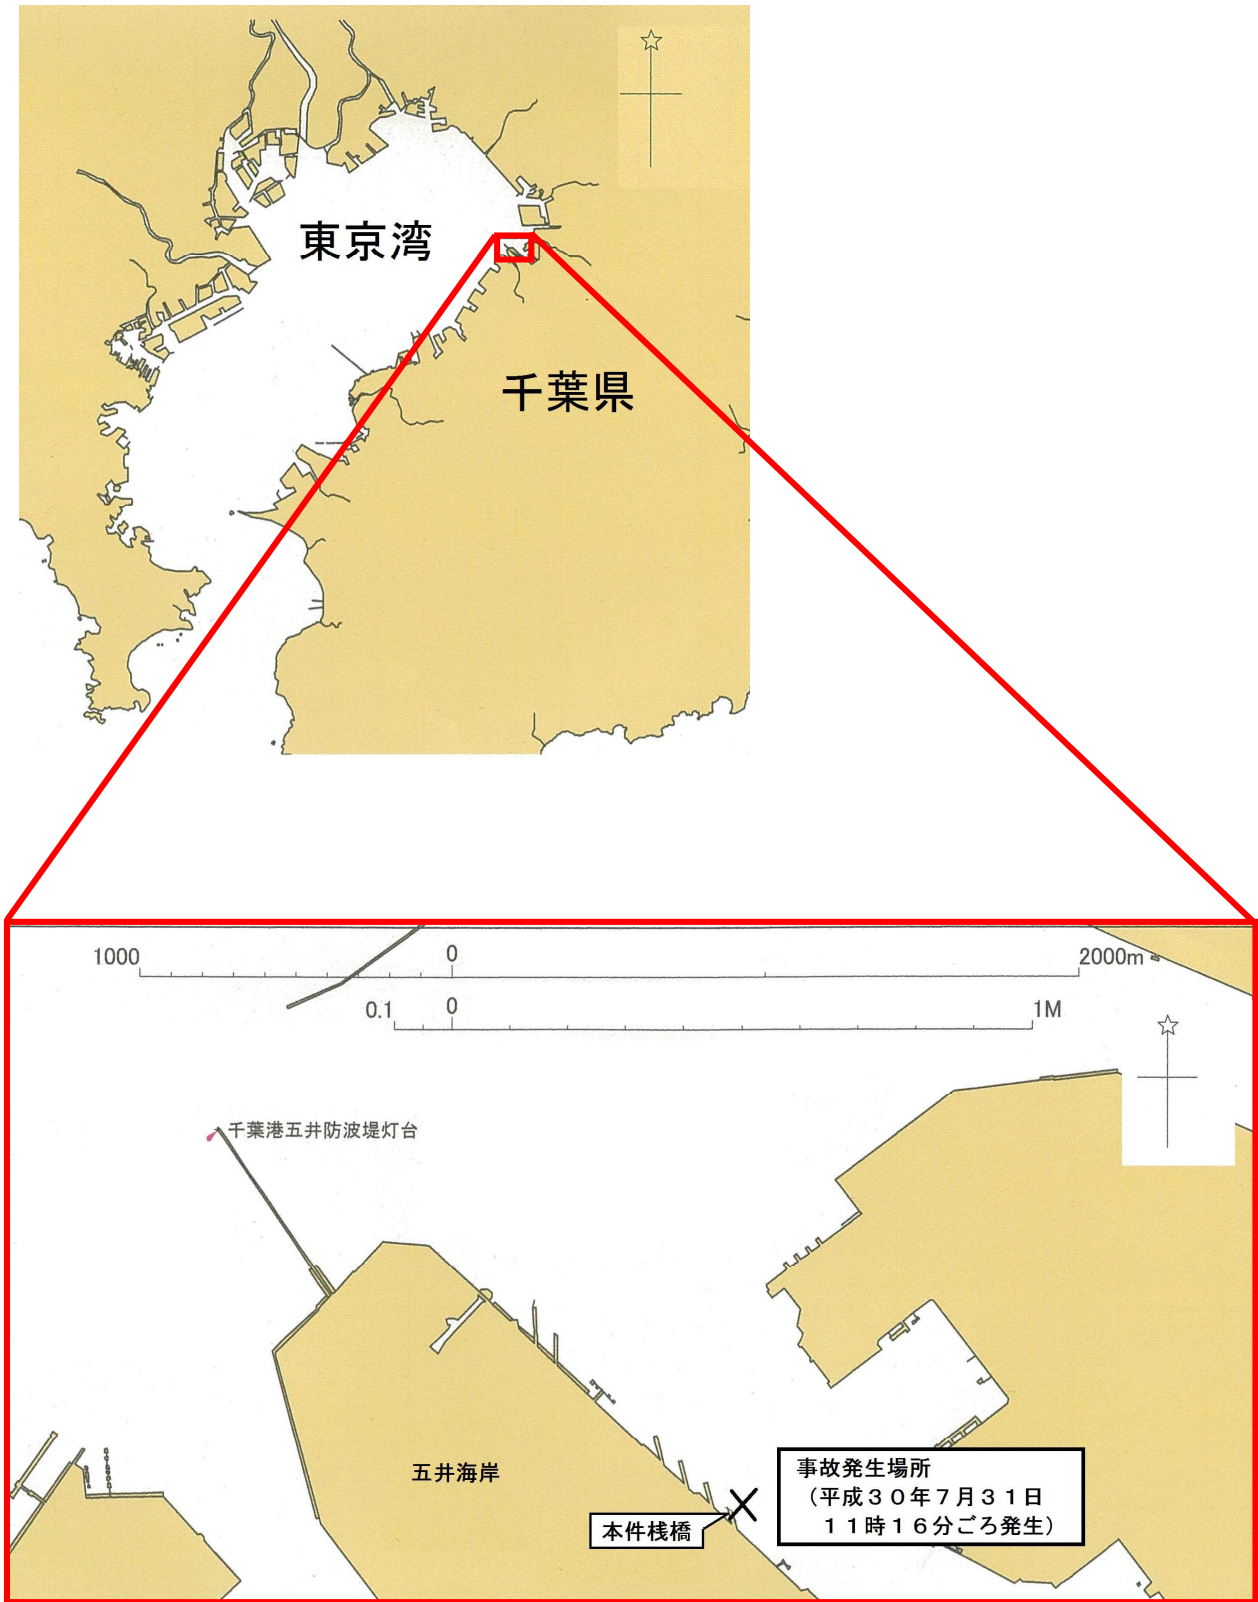 東京湾
千葉県
1000 0 2000m
0.1 0 1M
千葉港五井防波堤灯台
五井海岸
事故発生場所
（平成３０年７月３１日
１１時１６分ごろ発生）
本件桟橋